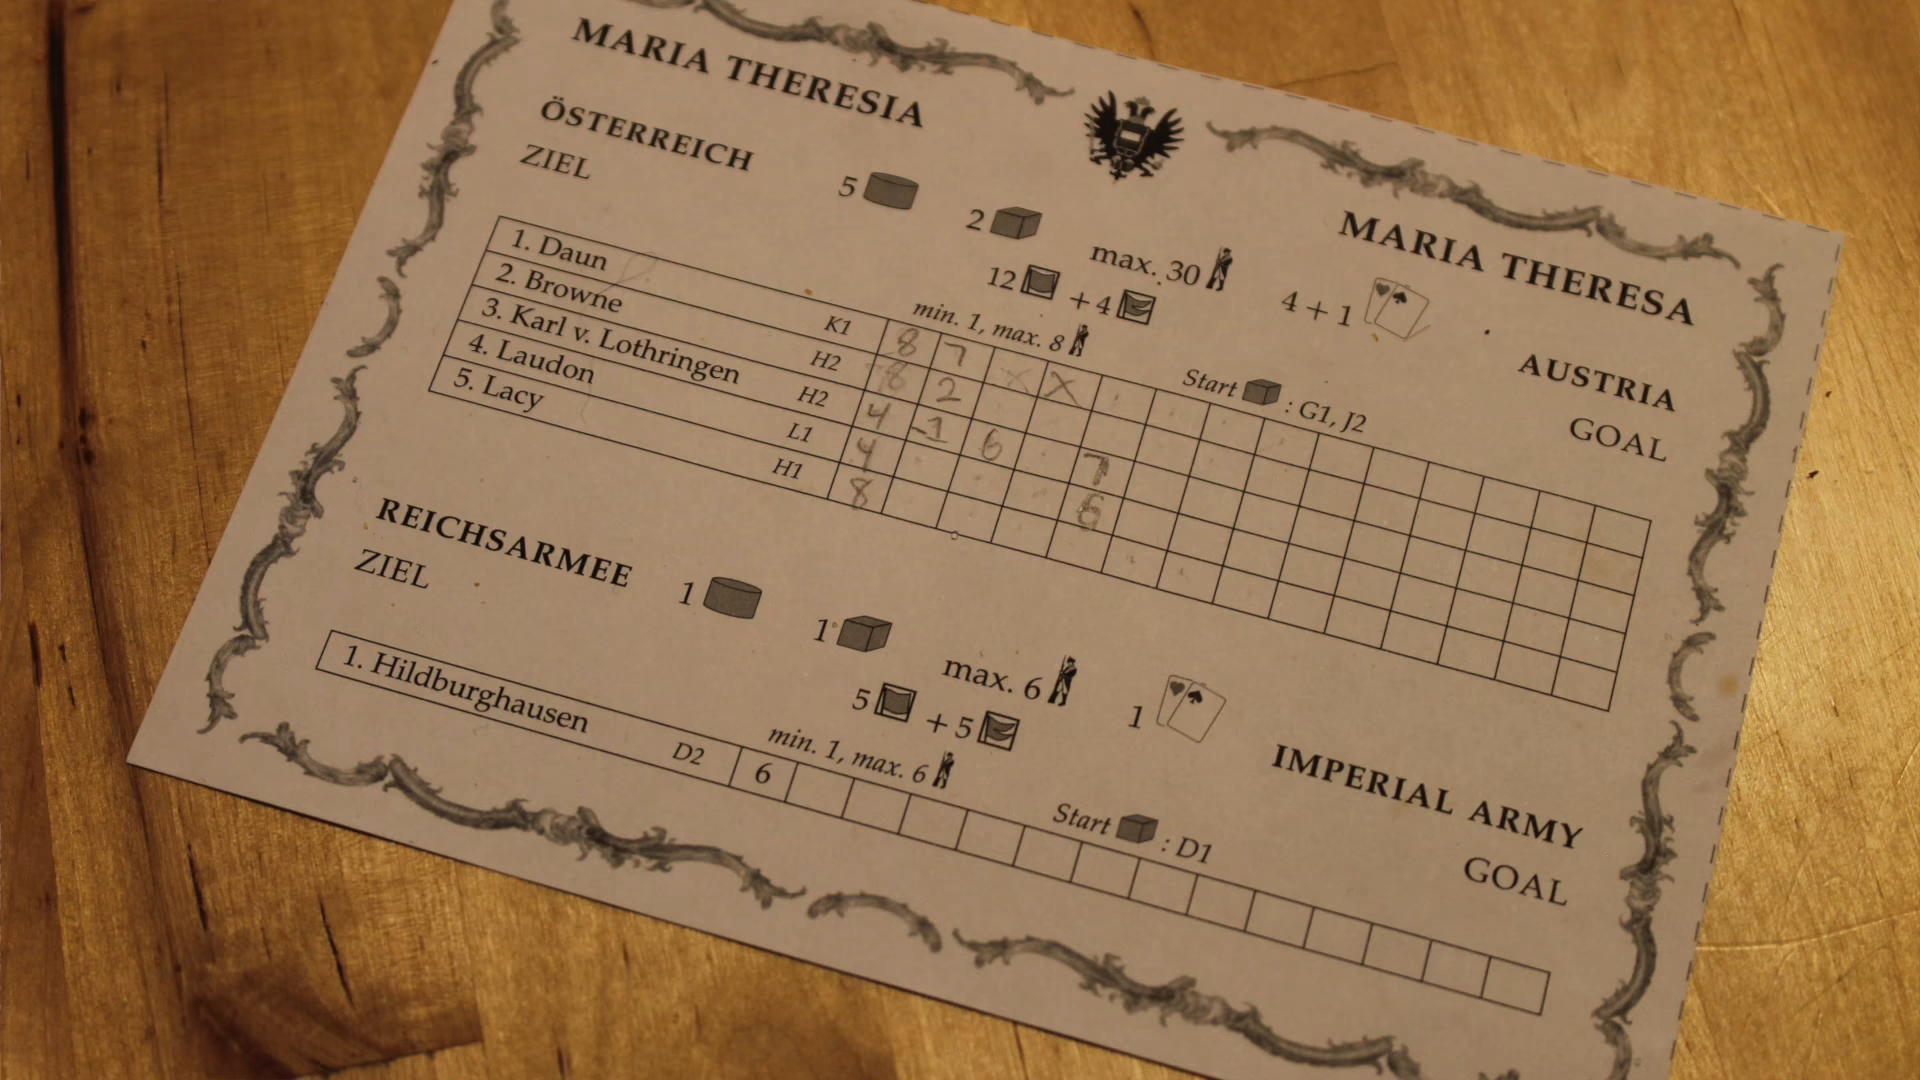 MARIA THERESIA
ÖSTERREICH
ZIEL
5
2
12 + 4
max. 30
4 + 1
MARIA THERESA
AUSTRIA
GOAL
min. 1, max. 8
Start : G1, J2
1. Daun K1 8 7 X X
2. Browne H2 8 2
3. Karl v. Lothringen H2 4 -1 6 7
4. Laudon L1 4 6
5. Lacy H1 8
REICHSARMEE
ZIEL
1
1
5 + 5
max. 6
1
IMPERIAL ARMY
GOAL
min. 1, max. 6
Start : D1
1. Hildburghausen D2 6